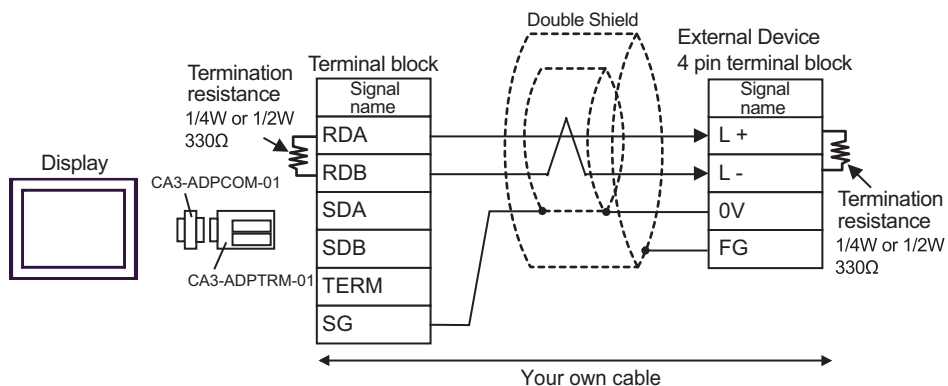 Double Shield
External Device
4 pin terminal block
Terminal block
Termination
resistance
1/4W or 1/2W
330Ω
Signal
name
RDA
RDB
SDA
SDB
TERM
SG
Signal
name
L +
L -
0V
FG
Display
CA3-ADPCOM-01
CA3-ADPTRM-01
Termination
resistance
1/4W or 1/2W
330Ω
Your own cable